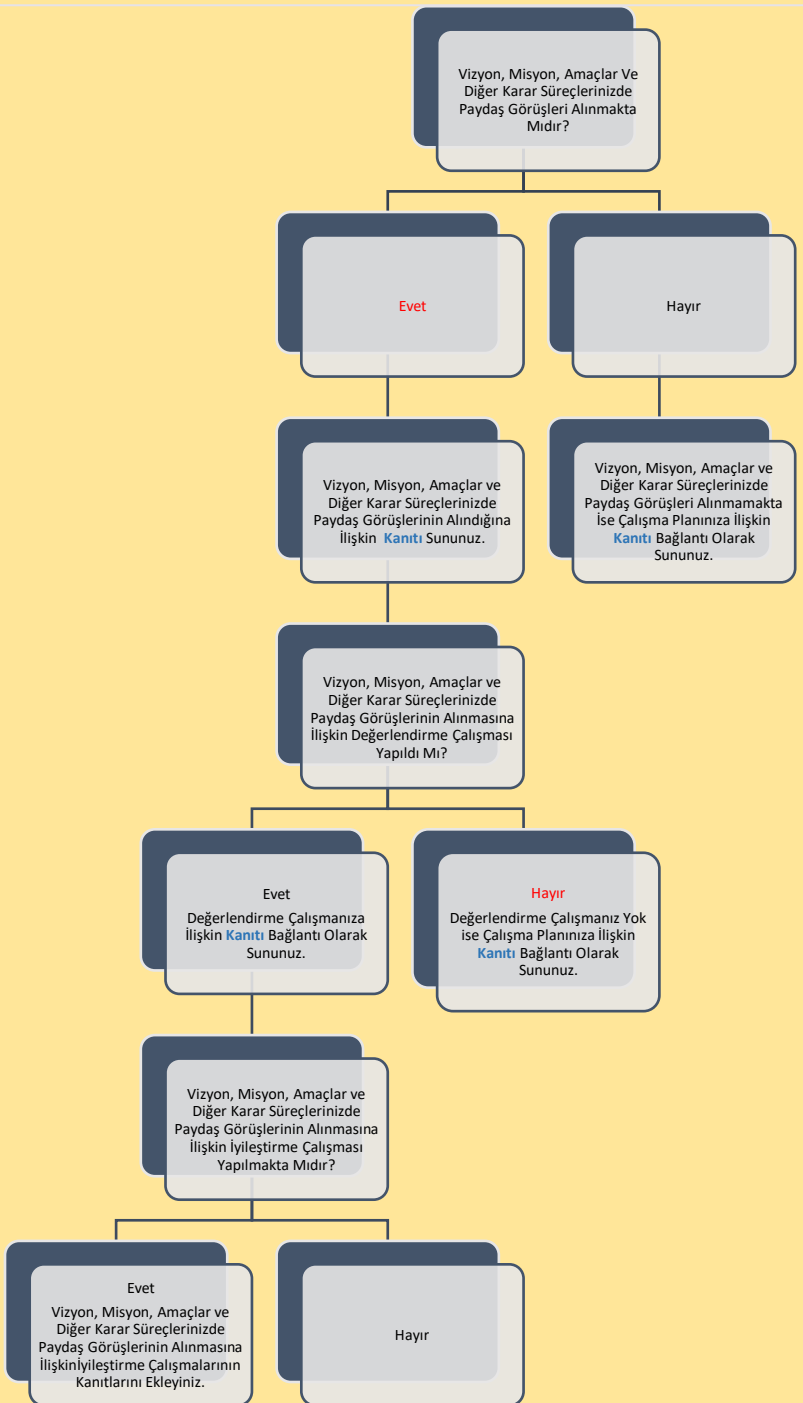 Vizyon, Misyon, Amaçlar Ve
Diğer Karar Süreçlerinizde
Paydaş Görüşleri Alınmakta
Mıdır?
Evet
Hayır
Vizyon, Misyon, Amaçlar ve
Diğer Karar Süreçlerinizde
Paydaş Görüşlerinin Alındığına
İlişkin Kanıtı Sununuz.
Vizyon, Misyon, Amaçlar ve
Diğer Karar Süreçlerinizde
Paydaş Görüşleri Alınmamakta
İse Çalışma Planınıza İlişkin
Kanıtı Bağlantı Olarak
Sununuz.
Vizyon, Misyon, Amaçlar ve
Diğer Karar Süreçlerinizde
Paydaş Görüşlerinin Alınmasına
İlişkin Değerlendirme Çalışması
Yapıldı Mı?
Evet
Değerlendirme Çalışmanıza
İlişkin Kanıtı Bağlantı Olarak
Sununuz.
Hayır
Değerlendirme Çalışmanız Yok
ise Çalışma Planınıza İlişkin
Kanıtı Bağlantı Olarak
Sununuz.
Vizyon, Misyon, Amaçlar ve
Diğer Karar Süreçlerinizde
Paydaş Görüşlerinin Alınmasına
İlişkin İyileştirme Çalışması
Yapılmakta Mıdır?
Evet
Vizyon, Misyon, Amaçlar ve
Diğer Karar Süreçlerinizde
Paydaş Görüşlerinin Alınmasına
İlişkinİyileştirme Çalışmalarının
Kanıtlarını Ekleyiniz.
Hayır